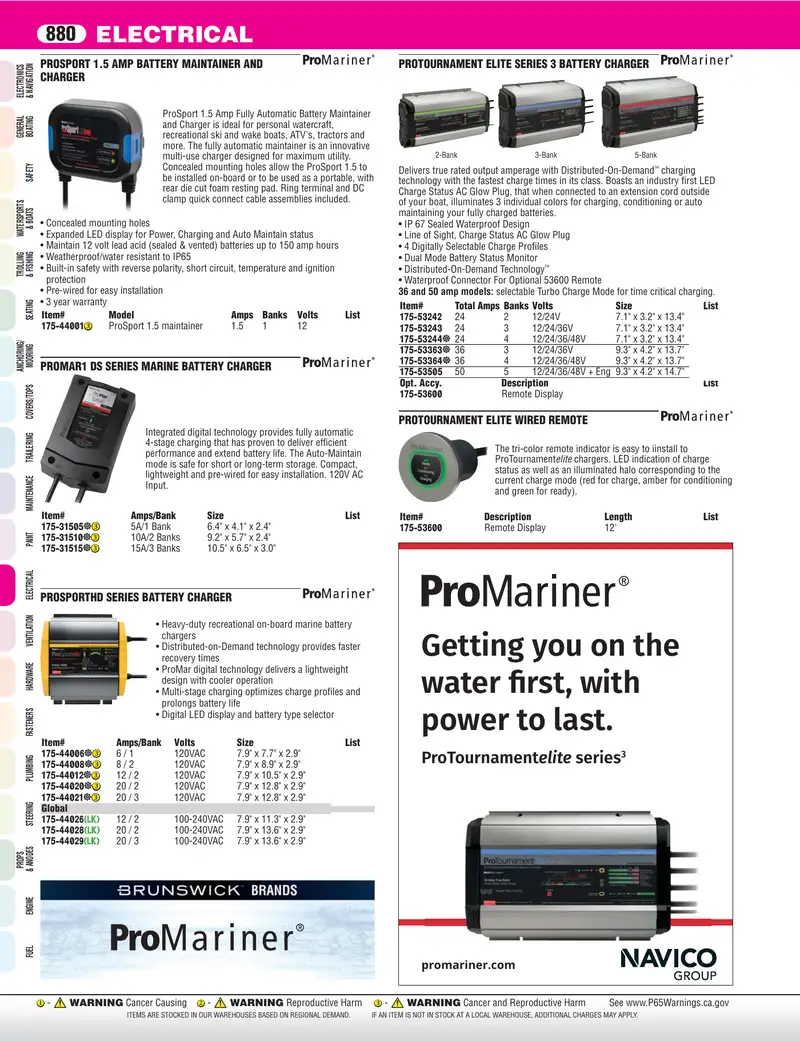 880 ELECTRICAL
ELECTRONICS & NAVIGATION
GENERAL BOATING
SAFETY
WATERSPORTS & BOATS
TROLLING & FISHING
SEATING
ANCHORING/ MOORING
COVERS/TOPS
TRAILERING
MAINTENANCE
PAINT
ELECTRICAL
VENTILATION
HARDWARE
FASTENERS
PLUMBING
STEERING
PROPS & ANODES
ENGINE
FUEL
PROSPORT 1.5 AMP BATTERY MAINTAINER AND
CHARGER
ProMariner®
ProSport 1.5 Amp Fully Automatic Battery Maintainer
and Charger is ideal for personal watercraft,
recreational ski and wake boats, ATV's, tractors and
more. The fully automatic maintainer is an innovative
multi-use charger designed for maximum utility.
Concealed mounting holes allow the ProSport 1.5 to
be installed on-board or to be used as a portable, with
rear die cut foam resting pad. Ring terminal and DC
clamp quick connect cable assemblies included.
• Concealed mounting holes
• Expanded LED display for Power, Charging and Auto Maintain status
• Maintain 12 volt lead acid (sealed & vented) batteries up to 150 amp hours
• Weatherproof/water resistant to IP65
• Built-in safety with reverse polarity, short circuit, temperature and ignition
protection
• Pre-wired for easy installation
• 3 year warranty
Item# Model Amps Banks Volts List
175-44001 3 ProSport 1.5 maintainer 1.5 1 12
PROMAR1 DS SERIES MARINE BATTERY CHARGER
ProMariner®
Integrated digital technology provides fully automatic
4-stage charging that has proven to deliver efficient
performance and extend battery life. The Auto-Maintain
mode is safe for short or long-term storage. Compact,
lightweight and pre-wired for easy installation. 120V AC
Input.
Item# Amps/Bank Size List
175-31505 3 5A/1 Bank 6.4" x 4.1" x 2.4"
175-31510 3 10A/2 Banks 9.2" x 5.7" x 2.4"
175-31515 3 15A/3 Banks 10.5" x 6.5" x 3.0"
PROSPORTHD SERIES BATTERY CHARGER
ProMariner®
• Heavy-duty recreational on-board marine battery
chargers
• Distributed-on-Demand technology provides faster
recovery times
• ProMar digital technology delivers a lightweight
design with cooler operation
• Multi-stage charging optimizes charge profiles and
prolongs battery life
• Digital LED display and battery type selector
Item# Amps/Bank Volts Size List
175-44006 3 6 / 1 120VAC 7.9" x 7.7" x 2.9"
175-44008 3 8 / 2 120VAC 7.9" x 8.9" x 2.9"
175-44012 3 12 / 2 120VAC 7.9" x 10.5" x 2.9"
175-44020 3 20 / 2 120VAC 7.9" x 12.8" x 2.9"
175-44021 3 20 / 3 120VAC 7.9" x 12.8" x 2.9"
Global
175-44026(LK) 12 / 2 100-240VAC 7.9" x 11.3" x 2.9"
175-44028(LK) 20 / 2 100-240VAC 7.9" x 13.6" x 2.9"
175-44029(LK) 20 / 3 100-240VAC 7.9" x 13.6" x 2.9"
BRUNSWICK BRANDS
ProMariner®
PROTOURNAMENT ELITE SERIES 3 BATTERY CHARGER
ProMariner®
2-Bank 3-Bank 5-Bank
Delivers true rated output amperage with Distributed-On-Demand™ charging
technology with the fastest charge times in its class. Boasts an industry first LED
Charge Status AC Glow Plug, that when connected to an extension cord outside
of your boat, illuminates 3 individual colors for charging, conditioning or auto
maintaining your fully charged batteries.
• IP 67 Sealed Waterproof Design
• Line of Sight, Charge Status AC Glow Plug
• 4 Digitally Selectable Charge Profiles
• Dual Mode Battery Status Monitor
• Distributed-On-Demand Technology™
• Waterproof Connector For Optional 53600 Remote
36 and 50 amp models: selectable Turbo Charge Mode for time critical charging.
Item# Total Amps Banks Volts Size List
175-53242 24 2 12/24V 7.1" x 3.2" x 13.4"
175-53243 24 3 12/24/36V 7.1" x 3.2" x 13.4"
175-53244 24 4 12/24/36/48V 7.1" x 3.2" x 13.4"
175-53363 36 3 12/24/36V 9.3" x 4.2" x 13.7"
175-53364 36 4 12/24/36/48V 9.3" x 4.2" x 13.7"
175-53505 50 5 12/24/36/48V + Eng 9.3" x 4.2" x 14.7"
Opt. Accy. Description List
175-53600 Remote Display
PROTOURNAMENT ELITE WIRED REMOTE
ProMariner®
The tri-color remote indicator is easy to iinstall to
ProTournamentelite chargers. LED indication of charge
status as well as an illuminated halo corresponding to the
current charge mode (red for charge, amber for conditioning
and green for ready).
Item# Description Length List
175-53600 Remote Display 12'
ProMariner®
Getting you on the
water first, with
power to last.
ProTournamentelite series³
ProTournament
promariner.com
NAVICO
GROUP
1 - WARNING Cancer Causing 2 - WARNING Reproductive Harm 3 - WARNING Cancer and Reproductive Harm See www.P65Warnings.ca.gov
ITEMS ARE STOCKED IN OUR WAREHOUSES BASED ON REGIONAL DEMAND. IF AN ITEM IS NOT IN STOCK AT A LOCAL WAREHOUSE, ADDITIONAL CHARGES MAY APPLY.